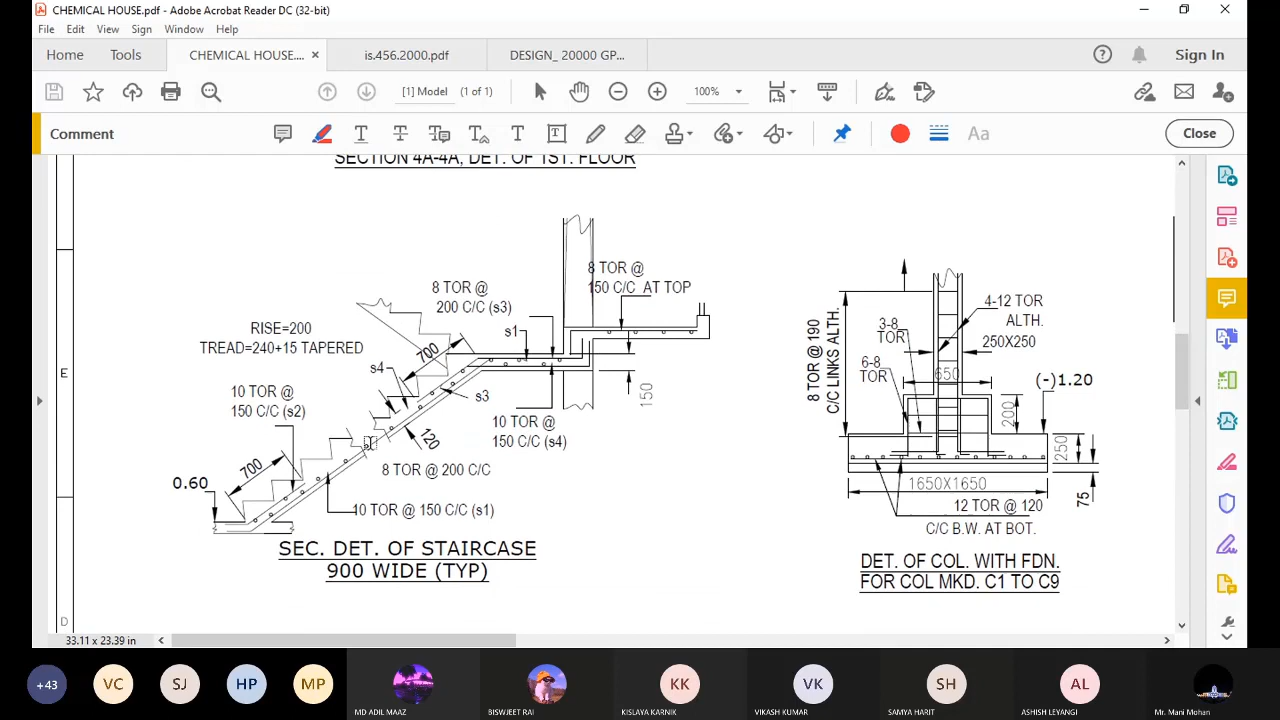 CHEMICAL HOUSE.pdf - Adobe Acrobat Reader DC (32-bit)
File Edit View Sign Window Help
Home Tools CHEMICAL HOUSE.... × is.456.2000.pdf DESIGN_ 20000 GP... Sign In
[1] Model (1 of 1) 100%
Comment Aa Close
SECTION 4A-4A, DET. OF 1ST. FLOOR
E
D
8 TOR @
150 C/C AT TOP
8 TOR @
200 C/C (s3)
s1
RISE=200
TREAD=240+15 TAPERED
700
s4
s3
150
10 TOR @
150 C/C (s2)
10 TOR @
150 C/C (s4)
120
700
8 TOR @ 200 C/C
0.60
10 TOR @ 150 C/C (s1)
SEC. DET. OF STAIRCASE
900 WIDE (TYP)
4-12 TOR
ALTH.
250X250
3-8
TOR
8 TOR @ 190
C/C LINKS ALTH.
6-8
TOR
650
(-)1.20
200
250
75
1650X1650
12 TOR @ 120
C/C B.W. AT BOT.
DET. OF COL. WITH FDN.
FOR COL MKD. C1 TO C9
33.11 x 23.39 in
+43 VC SJ HP MP KK VK SH AL
MD ADIL MAAZ BISWJEET RAI KISLAYA KARNIK VIKASH KUMAR SAMYA HARIT ASHISH LEYANGI Mr. Mani Mohan